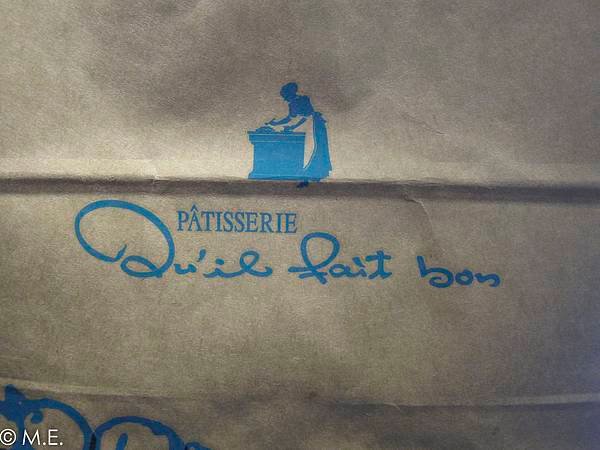 PÂTISSERIE
Qu'il fait bon
© M.E.